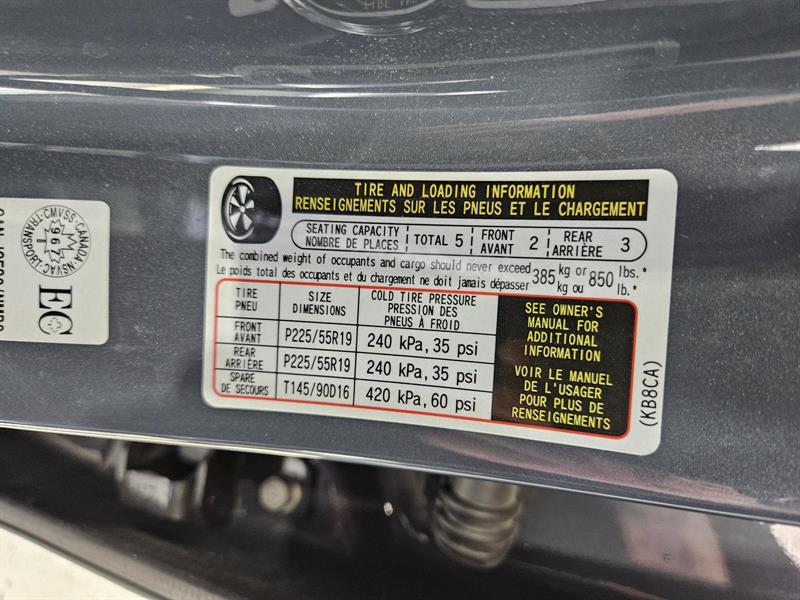 TIRE AND LOADING INFORMATION
RENSEIGNEMENTS SUR LES PNEUS ET LE CHARGEMENT
SEATING CAPACITY
NOMBRE DE PLACES
TOTAL 5
FRONT
AVANT
2
REAR
ARRIÈRE
3
The combined weight of occupants and cargo should never exceed
Le poids total des occupants et du chargement ne doit jamais dépasser
385 kg or 850 lbs.*
kg ou lb.*
TIRE
PNEU
SIZE
DIMENSIONS
COLD TIRE PRESSURE
PRESSION DES
PNEUS À FROID
FRONT
AVANT
P225/55R19
240 kPa, 35 psi
REAR
ARRIÈRE
P225/55R19
240 kPa, 35 psi
SPARE
DE SECOURS
T145/90D16
420 kPa, 60 psi
SEE OWNER'S
MANUAL FOR
ADDITIONAL
INFORMATION
VOIR LE MANUEL
DE L'USAGER
POUR PLUS DE
RENSEIGNEMENTS
(KB8CA)
CANADA
CMVSS
NSVAC
TRANSPORT
EC